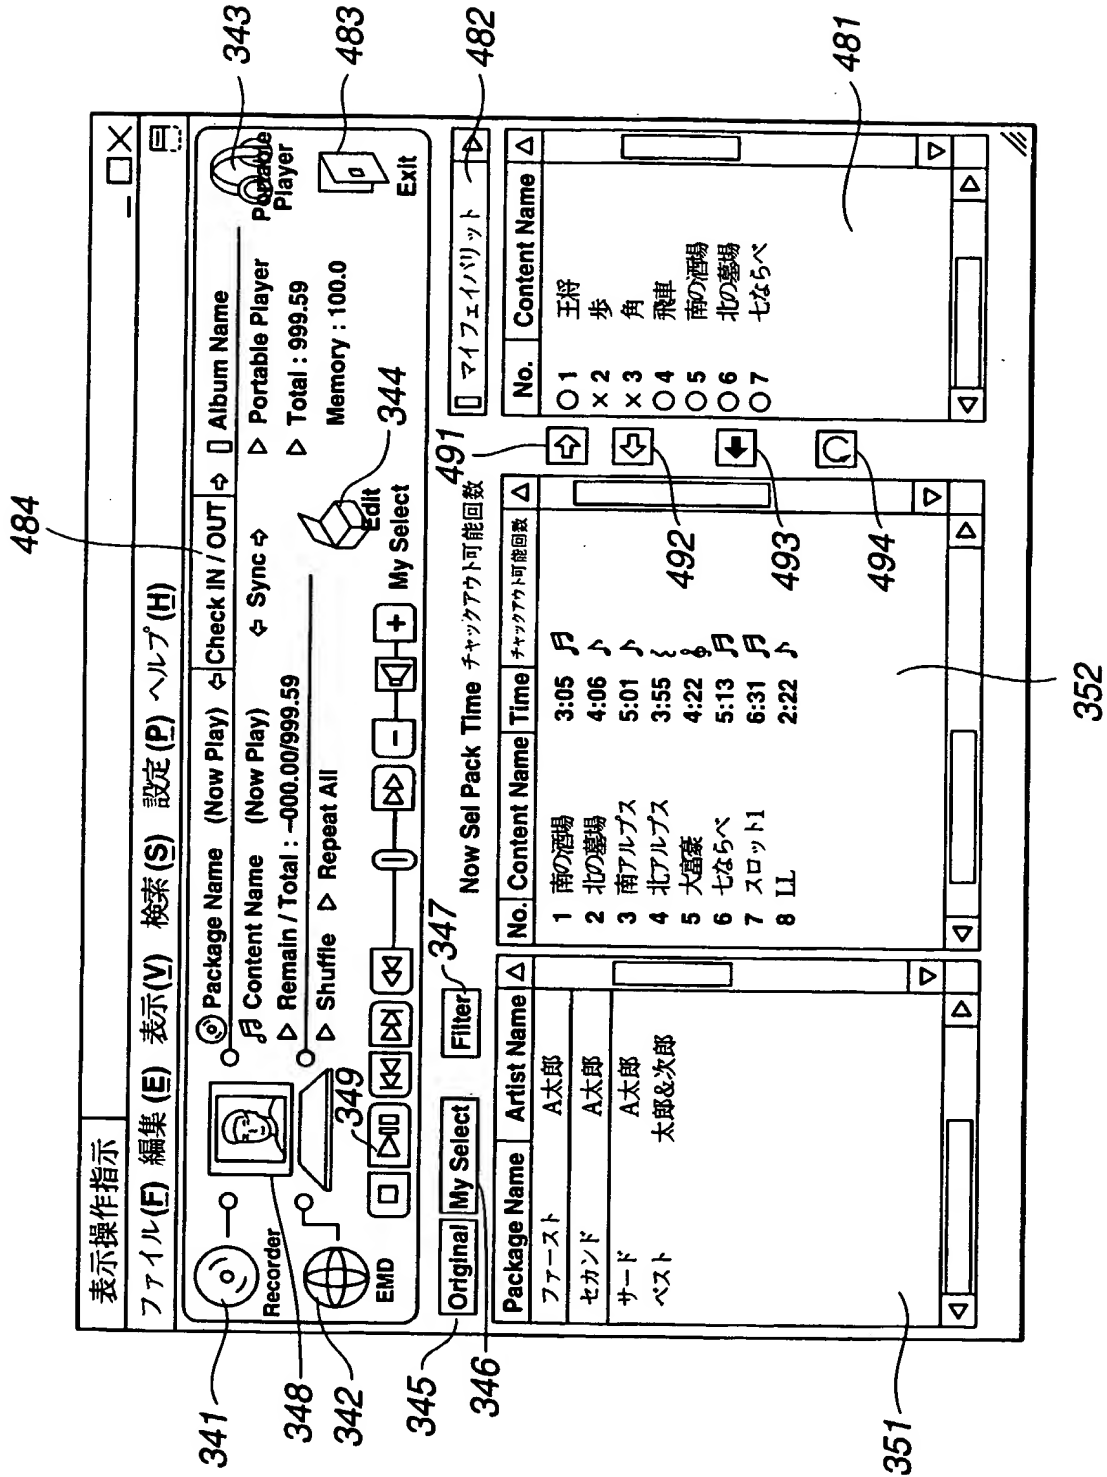 484
343
483
482
481
表示操作指示
ファイル(F) 編集(E) 表示(V) 検索(S) 設定(P) ヘルプ(H)
Package Name (Now Play)
Check IN / OUT
Album Name
Portable Player
Content Name (Now Play)
Sync
Portable Player
Remain / Total : -000.00/999.59
Total : 999.59
Shuffle
Repeat All
Memory : 100.0
Recorder
EMD
Edit
Exit
My Select
341
348
342
349
344
345
346
347
491
Original
My Select
Filter
Now Sel Pack Time チャックアウト可能回数
マイフェイバリット
Package Name Artist Name
ファースト A太郎
セカンド A太郎
サード A太郎
ベスト 太郎&次郎
No. Content Name Time チャックアウト可能回数
1 南の酒場 3:05
2 北の墓場 4:06
3 南アルプス 5:01
4 北アルプス 3:55
5 大富豪 4:22
6 七ならべ 5:13
7 スロット1 6:31
8 LL 2:22
492
493
494
No. Content Name
○1 王将
×2 歩
×3 角
○4 飛車
○5 南の酒場
○6 北の墓場
○7 七ならべ
351
352